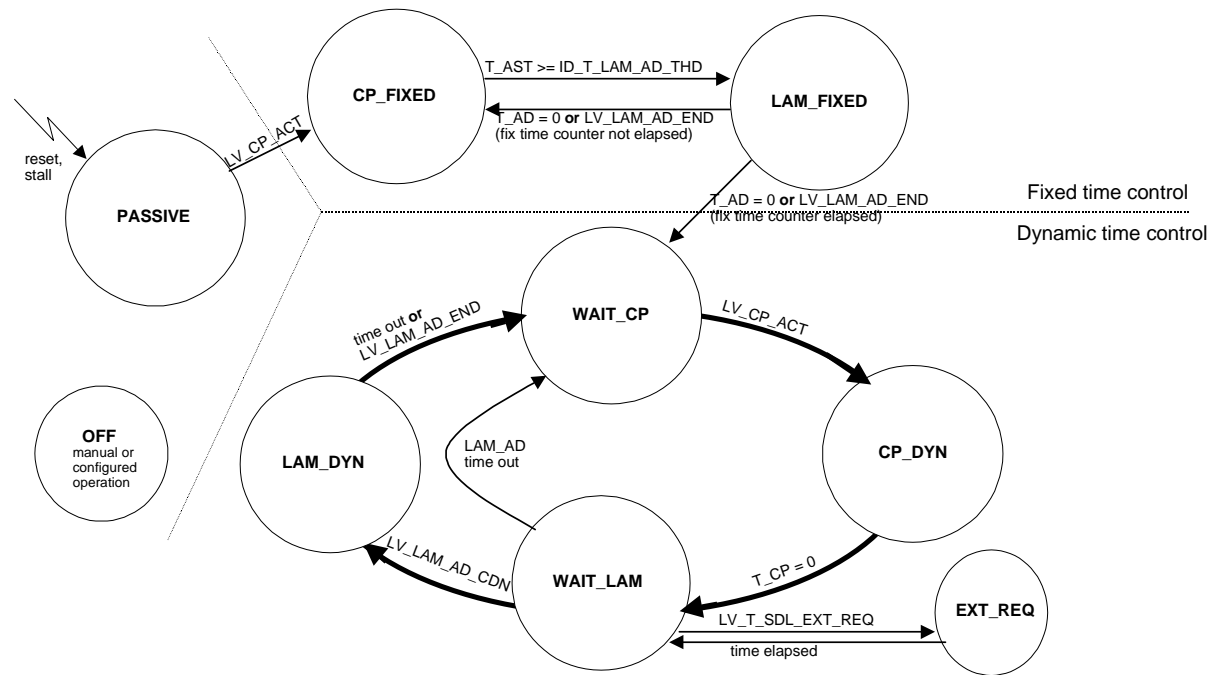 T_AST >= ID_T_LAM_AD_THD
CP_FIXED
LAM_FIXED
T_AD = 0 or LV_LAM_AD_END
(fix time counter not elapsed)
reset,
stall
LV_CP_ACT
PASSIVE
T_AD = 0 or LV_LAM_AD_END
(fix time counter elapsed)
Fixed time control
Dynamic time control
WAIT_CP
LV_CP_ACT
time out or
LV_LAM_AD_END
OFF
manual or
configured
operation
LAM_DYN
LAM_AD
time out
CP_DYN
LV_LAM_AD_CDN
WAIT_LAM
T_CP = 0
EXT_REQ
LV_T_SDL_EXT_REQ
time elapsed